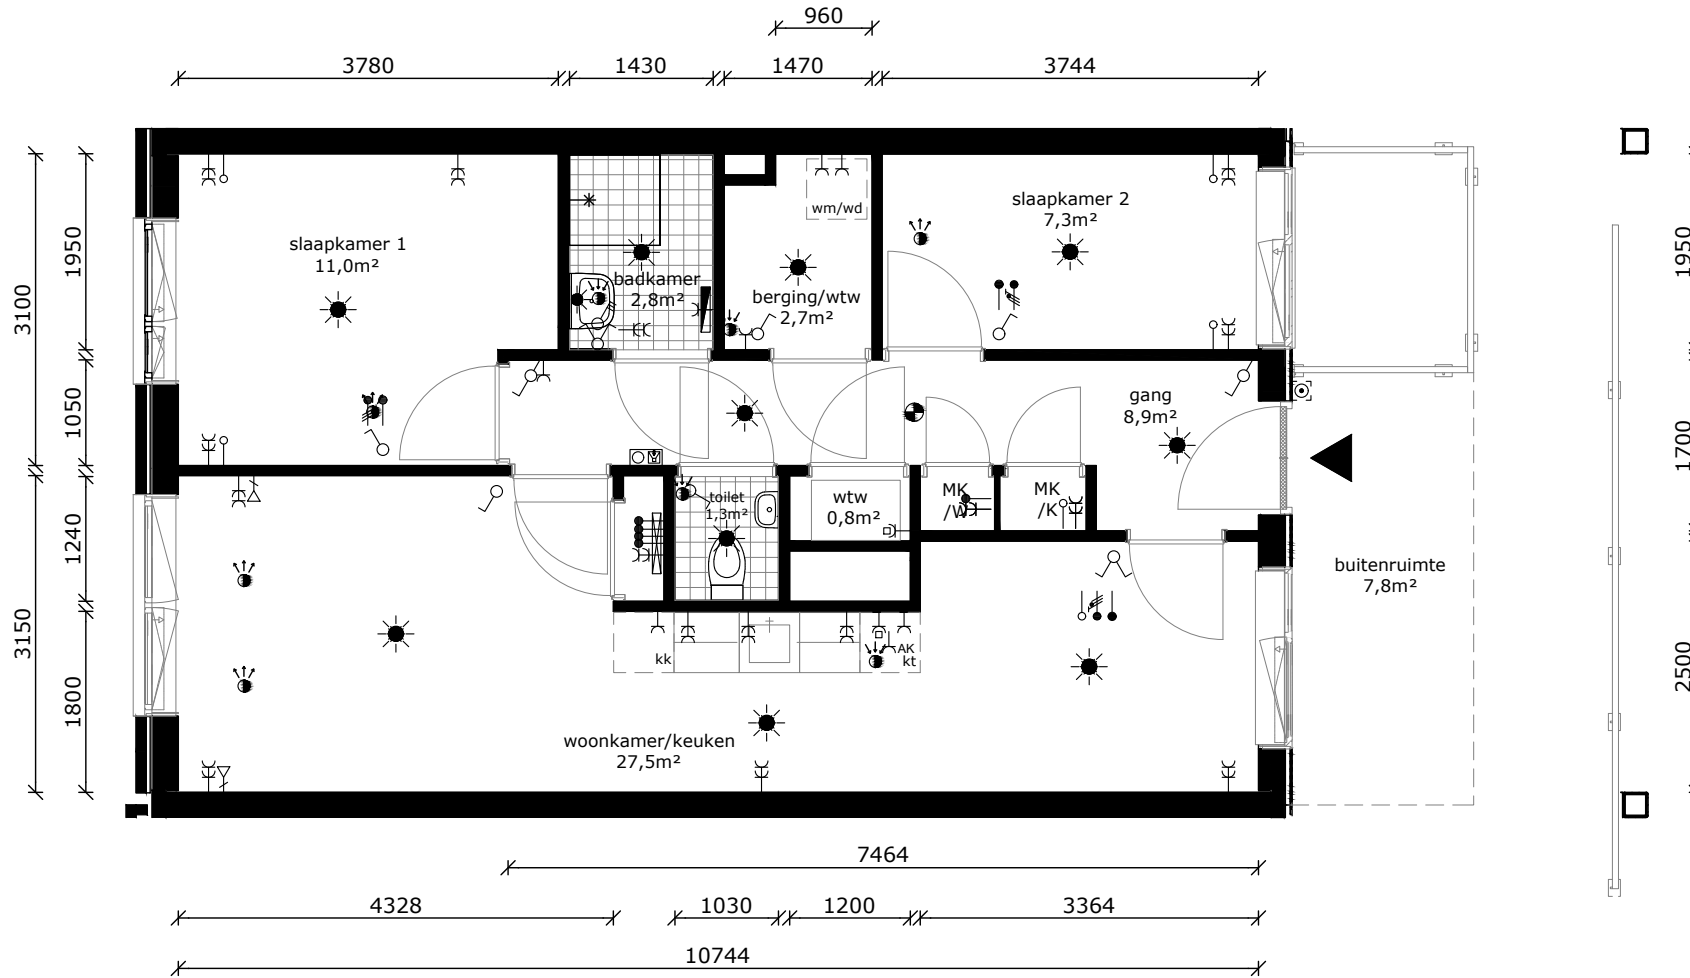 960
3780
1430
1470
3744
3100
1950
1050
3150
1240
1800
slaapkamer 1
11,0m²
badkamer
2,8m²
wm/wd
berging/wtw
2,7m²
slaapkamer 2
7,3m²
gang
8,9m²
toilet
1,3m²
wtw
0,8m²
MK
/W
MK
/K
buitenruimte
7,8m²
kk
AK
kt
woonkamer/keuken
27,5m²
1950
1700
2500
7464
4328
1030
1200
3364
10744